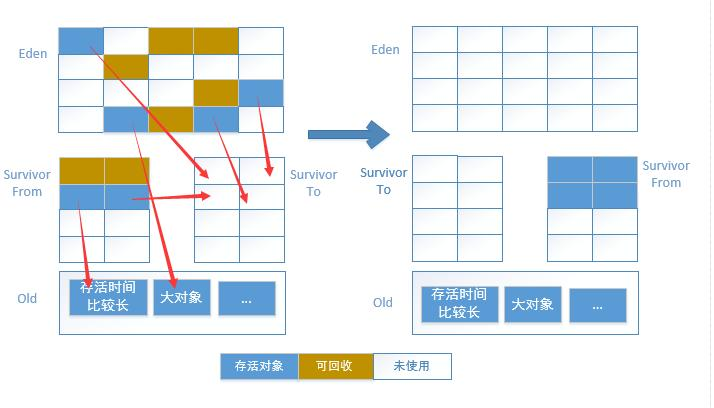 Eden
Survivor
From
Survivor
To
Old
存活时间
比较长
大对象
...
Eden
Survivor
To
Survivor
From
Old
存活时间
比较长
大对象
...
存活对象
可回收
未使用